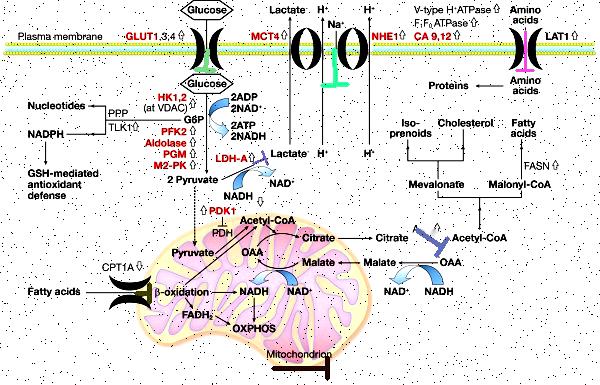 Glucose
Lactate⁻
H⁺
H⁺
Na⁺
V-type H⁺ATPase ⇧
F₁F₀ATPase ⇧
Amino
acids
Plasma membrane
GLUT1,3,4 ⇧
MCT4 ⇧
NHE1 ⇧
CA 9,12 ⇧
LAT1 ⇧
Glucose
Proteins
Amino
acids
HK1,2
(at VDAC) ⇧
2ADP
2NAD⁺
Nucleotides
PPP
TLK1 ⇧
G6P
2ATP
2NADH
NADPH
PFK2 ⇧
Aldolase ⇧
PGM ⇧
M2-PK ⇧
Iso-
prenoids
Cholesterol
Fatty
acids
GSH-mediated
antioxidant
defense
LDH-A ⇧
Lactate⁻
H⁺
H⁺
FASN ⇧
2 Pyruvate
NAD⁺
NADH
Mevalonate
Malonyl-CoA
⇧ PDK1
PDH
Acetyl-CoA
Citrate
Citrate
Acetyl-CoA
Pyruvate
OAA
Malate
Malate
OAA
CPT1A ⇧
Fatty acids
β-oxidation
NADH
NAD⁺
NAD⁺
NADH
FADH₂
OXPHOS
Mitochondrion